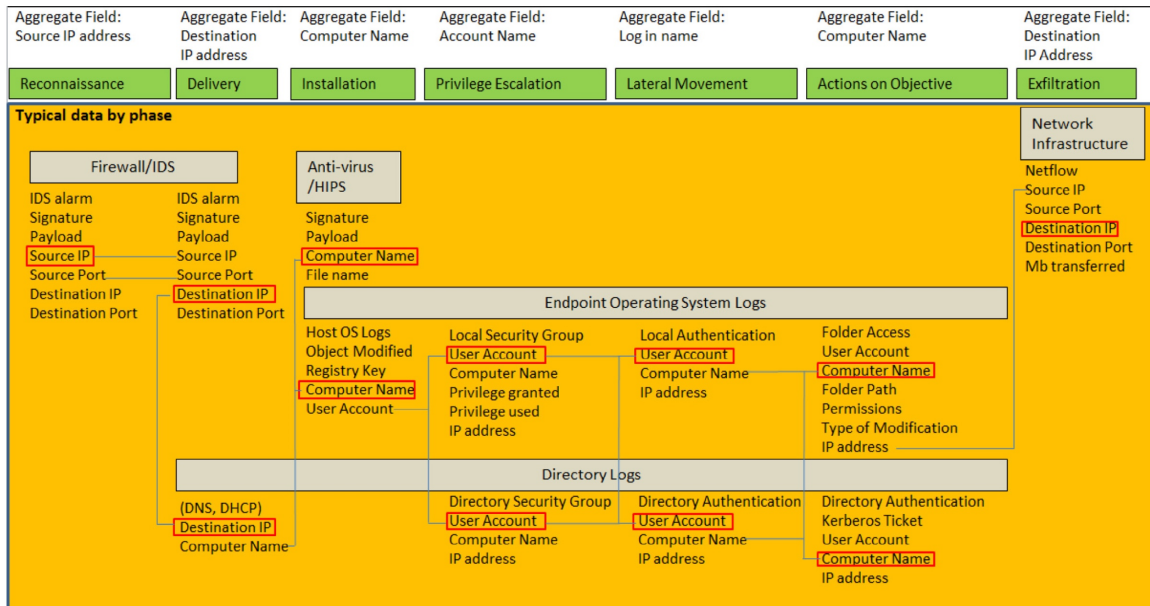 Aggregate Field:
Source IP address
Aggregate Field:
Destination
IP address
Aggregate Field:
Computer Name
Aggregate Field:
Account Name
Aggregate Field:
Log in name
Aggregate Field:
Computer Name
Aggregate Field:
Destination
IP Address
Reconnaissance
Delivery
Installation
Privilege Escalation
Lateral Movement
Actions on Objective
Exfiltration
Typical data by phase
Firewall/IDS
IDS alarm
Signature
Payload
Source IP
Source Port
Destination IP
Destination Port
IDS alarm
Signature
Payload
Source IP
Source Port
Destination IP
Destination Port
Anti-virus
/HIPS
Signature
Payload
Computer Name
File name
Network
Infrastructure
Netflow
Source IP
Source Port
Destination IP
Destination Port
Mb transferred
Endpoint Operating System Logs
Host OS Logs
Object Modified
Registry Key
Computer Name
User Account
Local Security Group
User Account
Computer Name
Privilege granted
Privilege used
IP address
Local Authentication
User Account
Computer Name
IP address
Folder Access
User Account
Computer Name
Folder Path
Permissions
Type of Modification
IP address
Directory Logs
(DNS, DHCP)
Destination IP
Computer Name
Directory Security Group
User Account
Computer Name
IP address
Directory Authentication
User Account
Computer Name
IP address
Directory Authentication
Kerberos Ticket
User Account
Computer Name
IP address